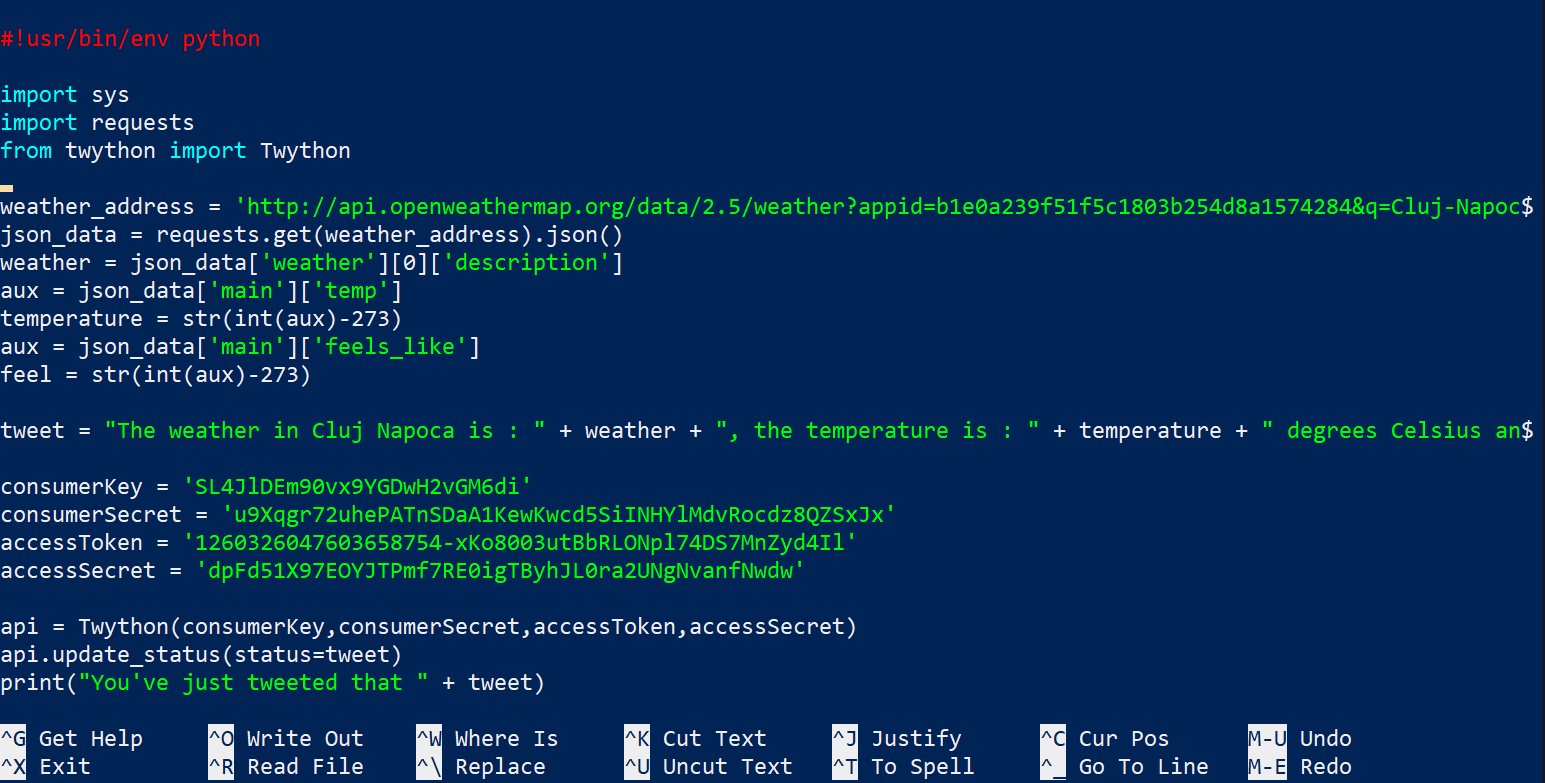 #!usr/bin/env python
import sys
import requests
from twython import Twython
weather_address = 'http://api.openweathermap.org/data/2.5/weather?appid=b1e0a239f51f5c1803b254d8a1574284&q=Cluj-Napoc$
json_data = requests.get(weather_address).json()
weather = json_data['weather'][0]['description']
aux = json_data['main']['temp']
temperature = str(int(aux)-273)
aux = json_data['main']['feels_like']
feel = str(int(aux)-273)
tweet = "The weather in Cluj Napoca is : " + weather + ", the temperature is : " + temperature + " degrees Celsius an$
consumerKey = 'SL4JlDEm90vx9YGDwH2vGM6di'
consumerSecret = 'u9Xqgr72uhePATnSDaA1KewKwcd5SiINHYlMdvRocdz8QZSxJx'
accessToken = '1260326047603658754-xKo8003utBbRLONpl74DS7MnZyd4Il'
accessSecret = 'dpFd51X97EOYJTPmf7RE0igTByhJL0ra2UNgNvanfNwdw'
api = Twython(consumerKey,consumerSecret,accessToken,accessSecret)
api.update_status(status=tweet)
print("You've just tweeted that " + tweet)
^G Get Help ^O Write Out ^W Where Is ^K Cut Text ^J Justify ^C Cur Pos M-U Undo
^X Exit ^R Read File ^\ Replace ^U Uncut Text ^T To Spell ^_ Go To Line M-E Redo